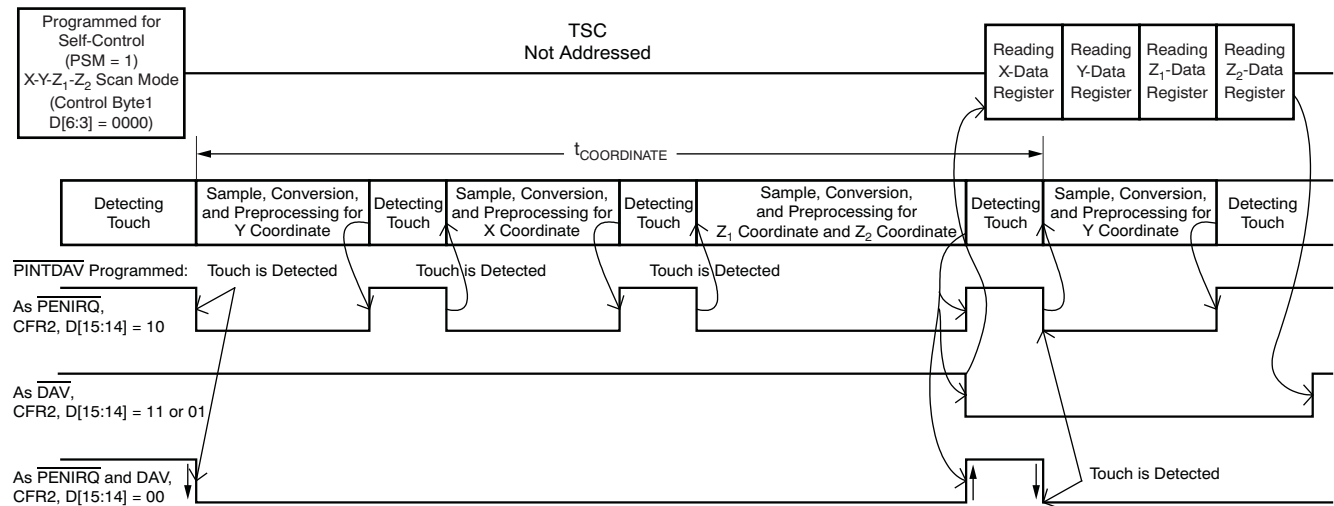 Programmed for
Self-Control
(PSM = 1)
X-Y-Z1-Z2 Scan Mode
(Control Byte1
D[6:3] = 0000)
TSC
Not Addressed
Reading
X-Data
Register
Reading
Y-Data
Register
Reading
Z1-Data
Register
Reading
Z2-Data
Register
tCOORDINATE
Detecting
Touch
Sample, Conversion,
and Preprocessing for
Y Coordinate
Detecting
Touch
Sample, Conversion,
and Preprocessing for
X Coordinate
Detecting
Touch
Sample, Conversion,
and Preprocessing for
Z1 Coordinate and Z2 Coordinate
Detecting
Touch
Sample, Conversion,
and Preprocessing for
Y Coordinate
Detecting
Touch
PINTDAV Programmed:
Touch is Detected
Touch is Detected
Touch is Detected
As PENIRQ,
CFR2, D[15:14] = 10
As DAV,
CFR2, D[15:14] = 11 or 01
As PENIRQ and DAV,
CFR2, D[15:14] = 00
Touch is Detected